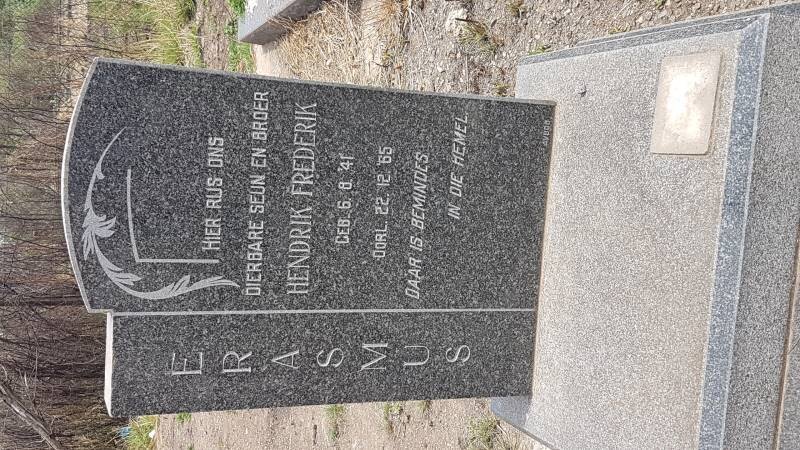 ERASMUS
HIER RUS ONS
DIERBARE SEUN EN BROER
HENDRIK FREDERIK
GEB. 6. 8. '41
OORL. 22. 12. '65
DAAR IS BEMINDES
IN DIE HEMEL.